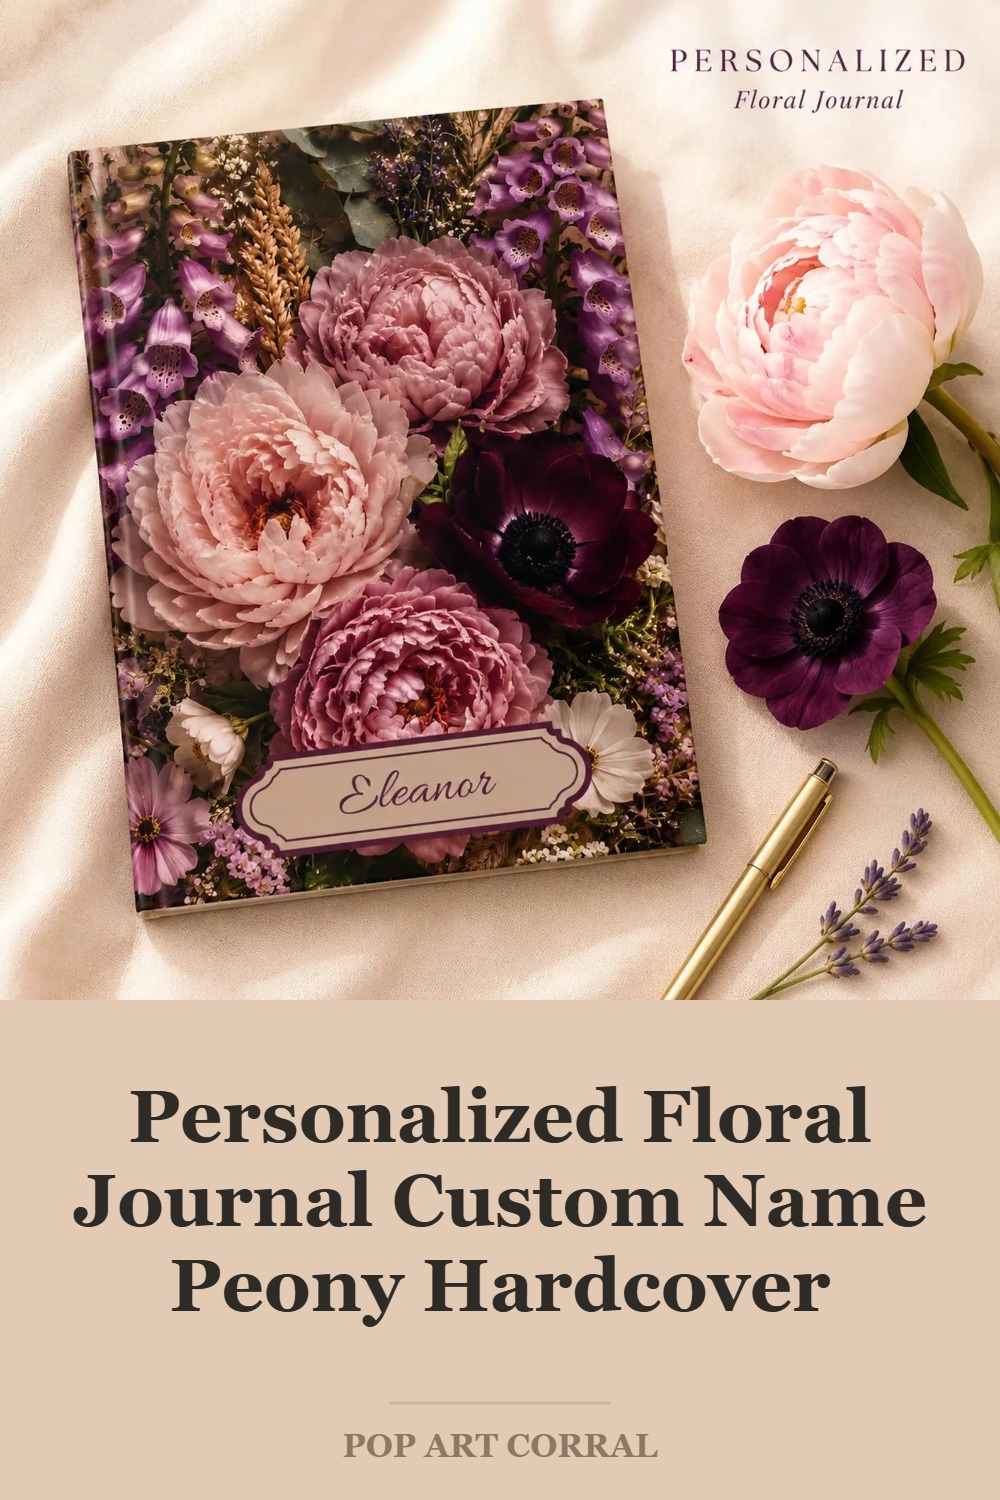 PERSONALIZED
Floral Journal
Eleanor
Personalized Floral
Journal Custom Name
Peony Hardcover
POP ART CORRAL